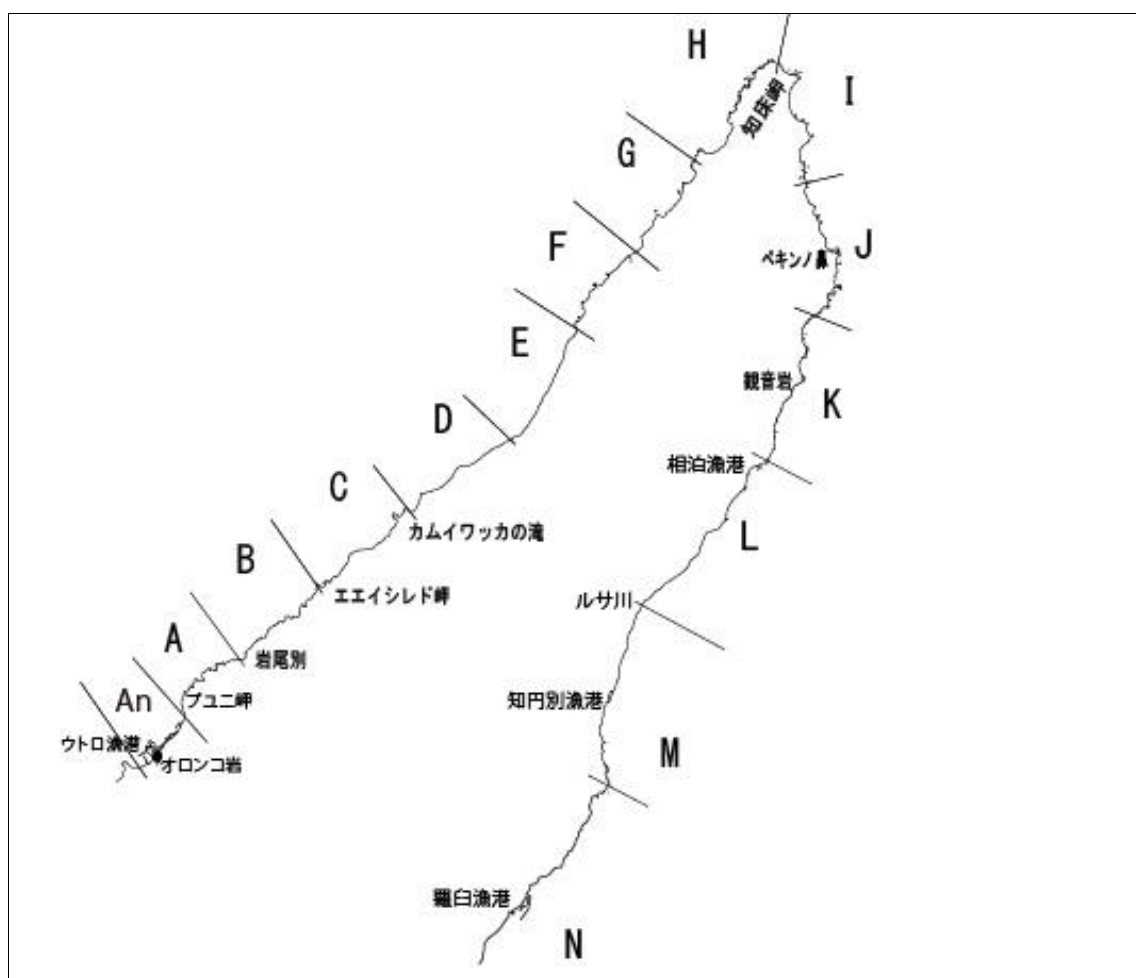 H
I
知床岬
G
F
J
ペキンノ鼻
E
観音岩
K
D
相泊漁港
C
カムイワッカの滝
L
B
エエイシレド岬
ルサ川
A
岩尾別
An
プユニ岬
知円別漁港
ウトロ漁港
オロンコ岩
M
羅臼漁港
N